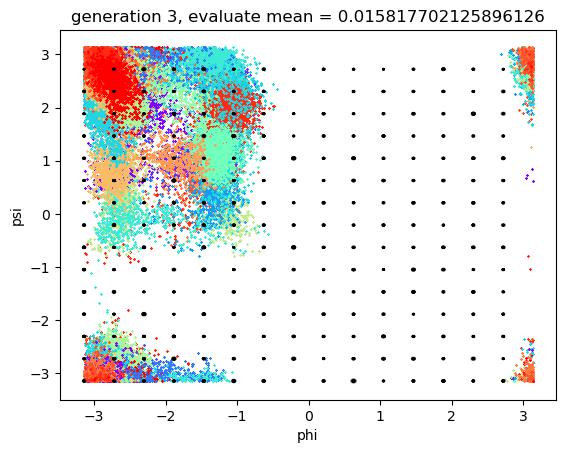 generation 3, evaluate mean = 0.015817702125896126
3
2
1
0
−1
−2
−3
psi
−3 −2 −1 0 1 2 3
phi